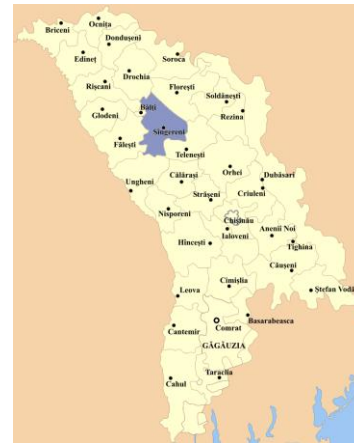 Briceni
Ocnița
Dondușeni
Edineț
Soroca
Drochia
Rîșcani
Florești
Soldănești
Glodeni
Bălți
Rezina
Sîngerei
Fălești
Telenești
Orhei
Ungheni
Călărași
Dubăsari
Criuleni
Strășeni
Nisporeni
Chișinău
Ialoveni
Anenii Noi
Hîncești
Tighina
Căușeni
Cimișlia
Ștefan Vodă
Leova
Basarabeasca
Cantemir
Comrat
GĂGĂUZIA
Taraclia
Cahul